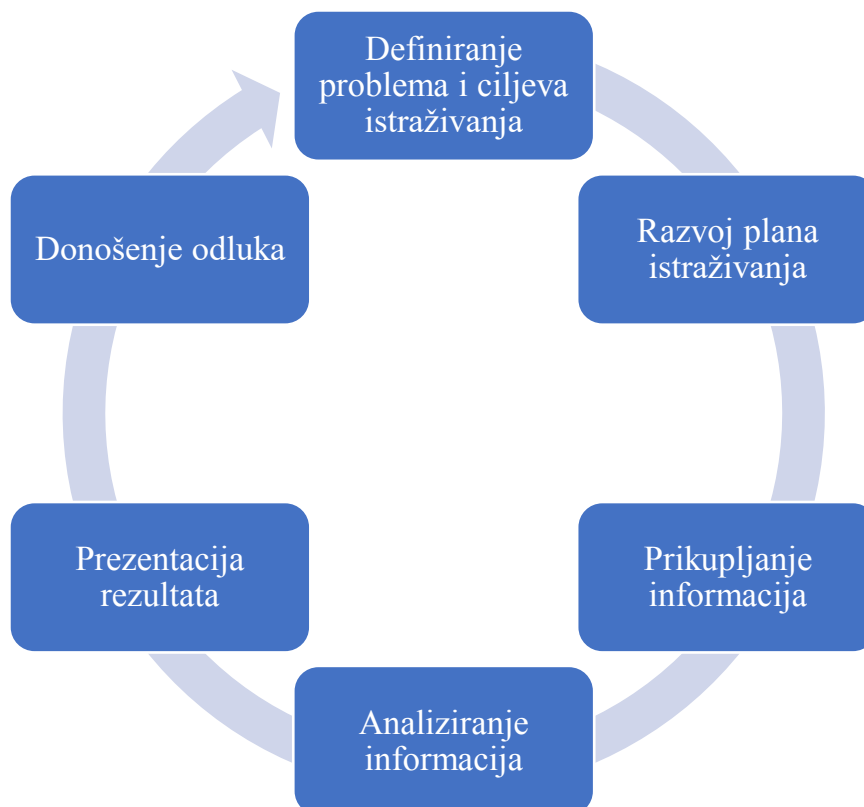 Definiranje
problema i ciljeva
istraživanja
Razvoj plana
istraživanja
Prikupljanje
informacija
Analiziranje
informacija
Prezentacija
rezultata
Donošenje odluka